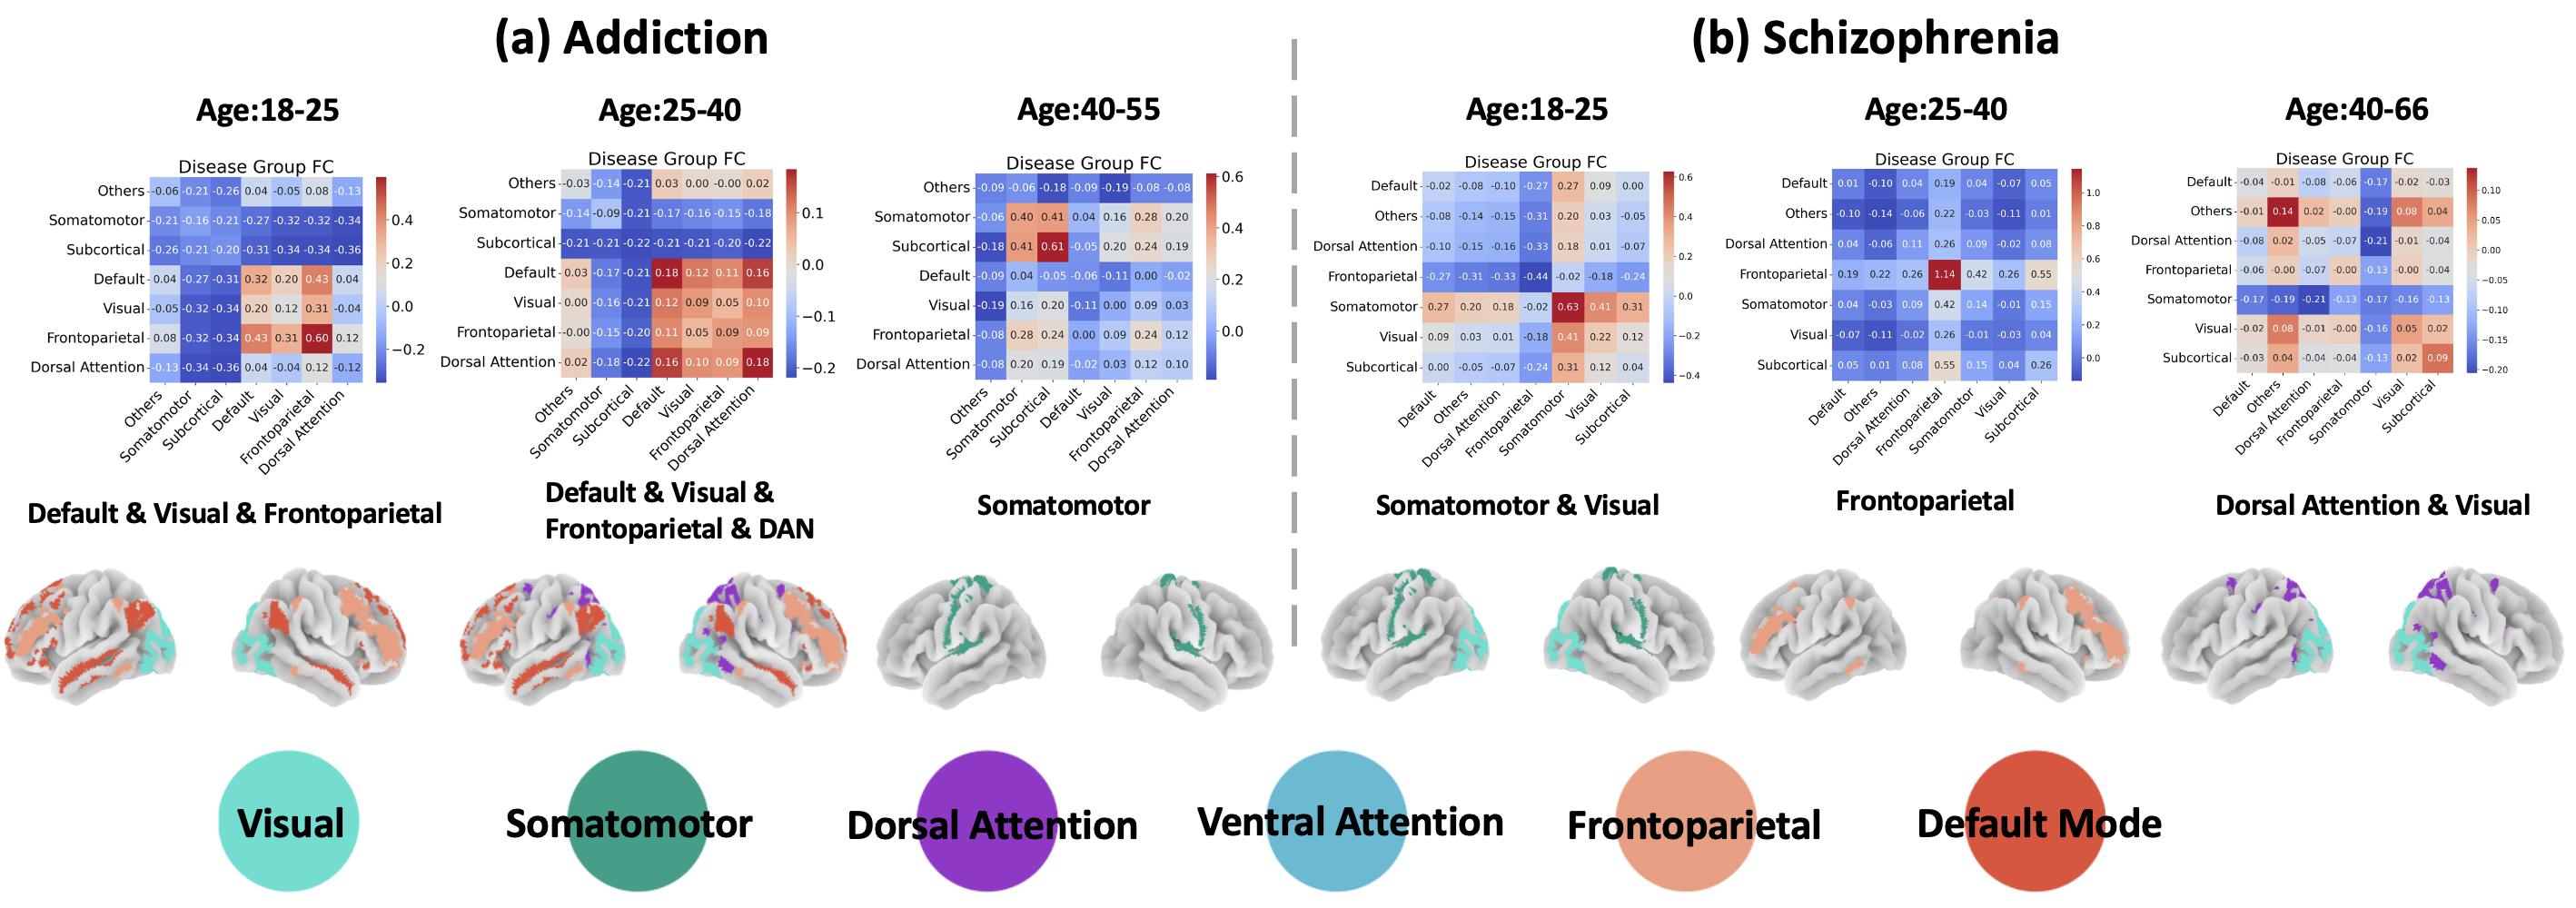 (a) Addiction
(b) Schizophrenia
Age:18-25
Age:25-40
Age:40-55
Age:18-25
Age:25-40
Age:40-66
Disease Group FC
Others -0.06 -0.21 -0.26 0.04 -0.05 0.08 -0.13
Somatomotor -0.21 -0.16 -0.21 -0.27 -0.32 -0.32 -0.34
Subcortical -0.26 -0.21 -0.20 -0.31 -0.34 -0.34 -0.36
Default 0.04 -0.27 -0.31 0.32 0.20 0.43 0.04
Visual -0.05 -0.32 -0.34 0.20 0.12 0.31 -0.04
Frontoparietal 0.08 -0.32 -0.34 0.43 0.31 0.60 0.12
Dorsal Attention -0.13 -0.34 -0.36 0.04 -0.04 0.12 -0.12
Others Somatomotor Subcortical Default Visual Frontoparietal Dorsal Attention
0.4
0.2
0.0
−0.2
Disease Group FC
Others -0.03 -0.14 -0.21 0.03 0.00 -0.00 0.02
Somatomotor -0.14 -0.09 -0.21 -0.17 -0.16 -0.15 -0.18
Subcortical -0.21 -0.21 -0.22 -0.21 -0.21 -0.20 -0.22
Default 0.03 -0.17 -0.21 0.18 0.12 0.11 0.16
Visual 0.00 -0.16 -0.21 0.12 0.09 0.05 0.10
Frontoparietal -0.00 -0.15 -0.20 0.11 0.05 0.09 0.09
Dorsal Attention 0.02 -0.18 -0.22 0.16 0.10 0.09 0.18
Others Somatomotor Subcortical Default Visual Frontoparietal Dorsal Attention
0.1
0.0
−0.1
−0.2
Disease Group FC
Others -0.09 -0.06 -0.18 -0.09 -0.19 -0.08 -0.08
Somatomotor -0.06 0.40 0.41 0.04 0.16 0.28 0.20
Subcortical -0.18 0.41 0.61 -0.05 0.20 0.24 0.19
Default -0.09 0.04 -0.05 -0.06 -0.11 0.00 -0.02
Visual -0.19 0.16 0.20 -0.11 0.00 0.09 0.03
Frontoparietal -0.08 0.28 0.24 0.00 0.09 0.24 0.12
Dorsal Attention -0.08 0.20 0.19 -0.02 0.03 0.12 0.10
Others Somatomotor Subcortical Default Visual Frontoparietal Dorsal Attention
0.6
0.4
0.2
0.0
Disease Group FC
Default -0.02 -0.08 -0.10 -0.27 0.27 0.09 0.00
Others -0.08 -0.14 -0.15 -0.31 0.20 0.03 -0.05
Dorsal Attention -0.10 -0.15 -0.16 -0.33 0.18 0.01 -0.07
Frontoparietal -0.27 -0.31 -0.33 -0.44 -0.02 -0.18 -0.24
Somatomotor 0.27 0.20 0.18 -0.02 0.63 0.41 0.31
Visual 0.09 0.03 0.01 -0.18 0.41 0.22 0.12
Subcortical 0.00 -0.05 -0.07 -0.24 0.31 0.12 0.04
Default Others Dorsal Attention Frontoparietal Somatomotor Visual Subcortical
0.6
0.4
0.2
0.0
−0.2
−0.4
Disease Group FC
Default 0.01 -0.10 0.04 0.19 0.04 -0.07 0.05
Others -0.10 -0.14 -0.06 0.22 -0.03 -0.11 0.01
Dorsal Attention 0.04 -0.06 0.11 0.26 0.09 -0.02 0.08
Frontoparietal 0.19 0.22 0.26 1.14 0.42 0.26 0.55
Somatomotor 0.04 -0.03 0.09 0.42 0.14 -0.01 0.15
Visual -0.07 -0.11 -0.02 0.26 -0.01 -0.03 0.04
Subcortical 0.05 0.01 0.08 0.55 0.15 0.04 0.26
Default Others Dorsal Attention Frontoparietal Somatomotor Visual Subcortical
1.0
0.8
0.6
0.4
0.2
0.0
Disease Group FC
Default -0.04 -0.01 -0.08 -0.06 -0.17 -0.02 -0.03
Others -0.01 0.14 0.02 -0.00 -0.19 0.08 0.04
Dorsal Attention -0.08 0.02 -0.05 -0.07 -0.21 -0.01 -0.04
Frontoparietal -0.06 -0.00 -0.07 -0.00 -0.13 -0.00 -0.04
Somatomotor -0.17 -0.19 -0.21 -0.13 -0.17 -0.16 -0.13
Visual -0.02 0.08 -0.01 -0.00 -0.16 0.05 0.02
Subcortical -0.03 0.04 -0.04 -0.04 -0.13 0.02 0.09
Default Others Dorsal Attention Frontoparietal Somatomotor Visual Subcortical
0.10
0.05
0.00
−0.05
−0.10
−0.15
−0.20
Default & Visual & Frontoparietal
Default & Visual &
Frontoparietal & DAN
Somatomotor
Somatomotor & Visual
Frontoparietal
Dorsal Attention & Visual
Visual
Somatomotor
Dorsal Attention
Ventral Attention
Frontoparietal
Default Mode